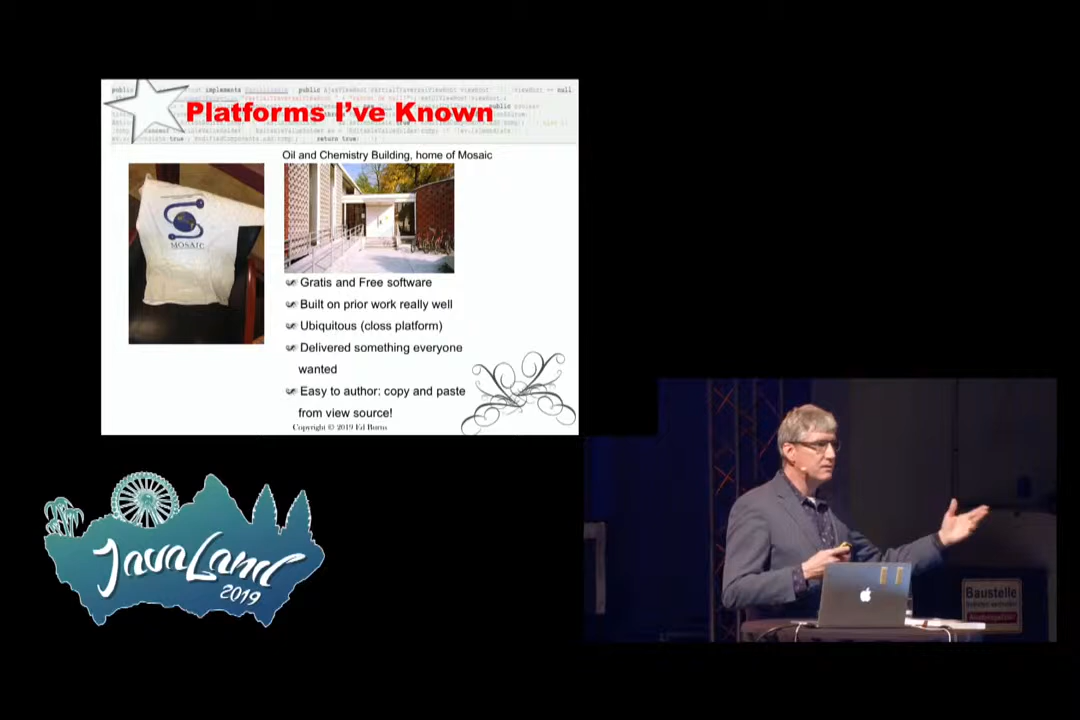 Platforms I've Known
Oil and Chemistry Building, home of Mosaic
MOSAIC
Gratis and Free software
Built on prior work really well
Ubiquitous (closs platform)
Delivered something everyone
wanted
Easy to author: copy and paste
from view source!
Copyright © 2019 Ed Burns
JavaLand
2019
Baustelle